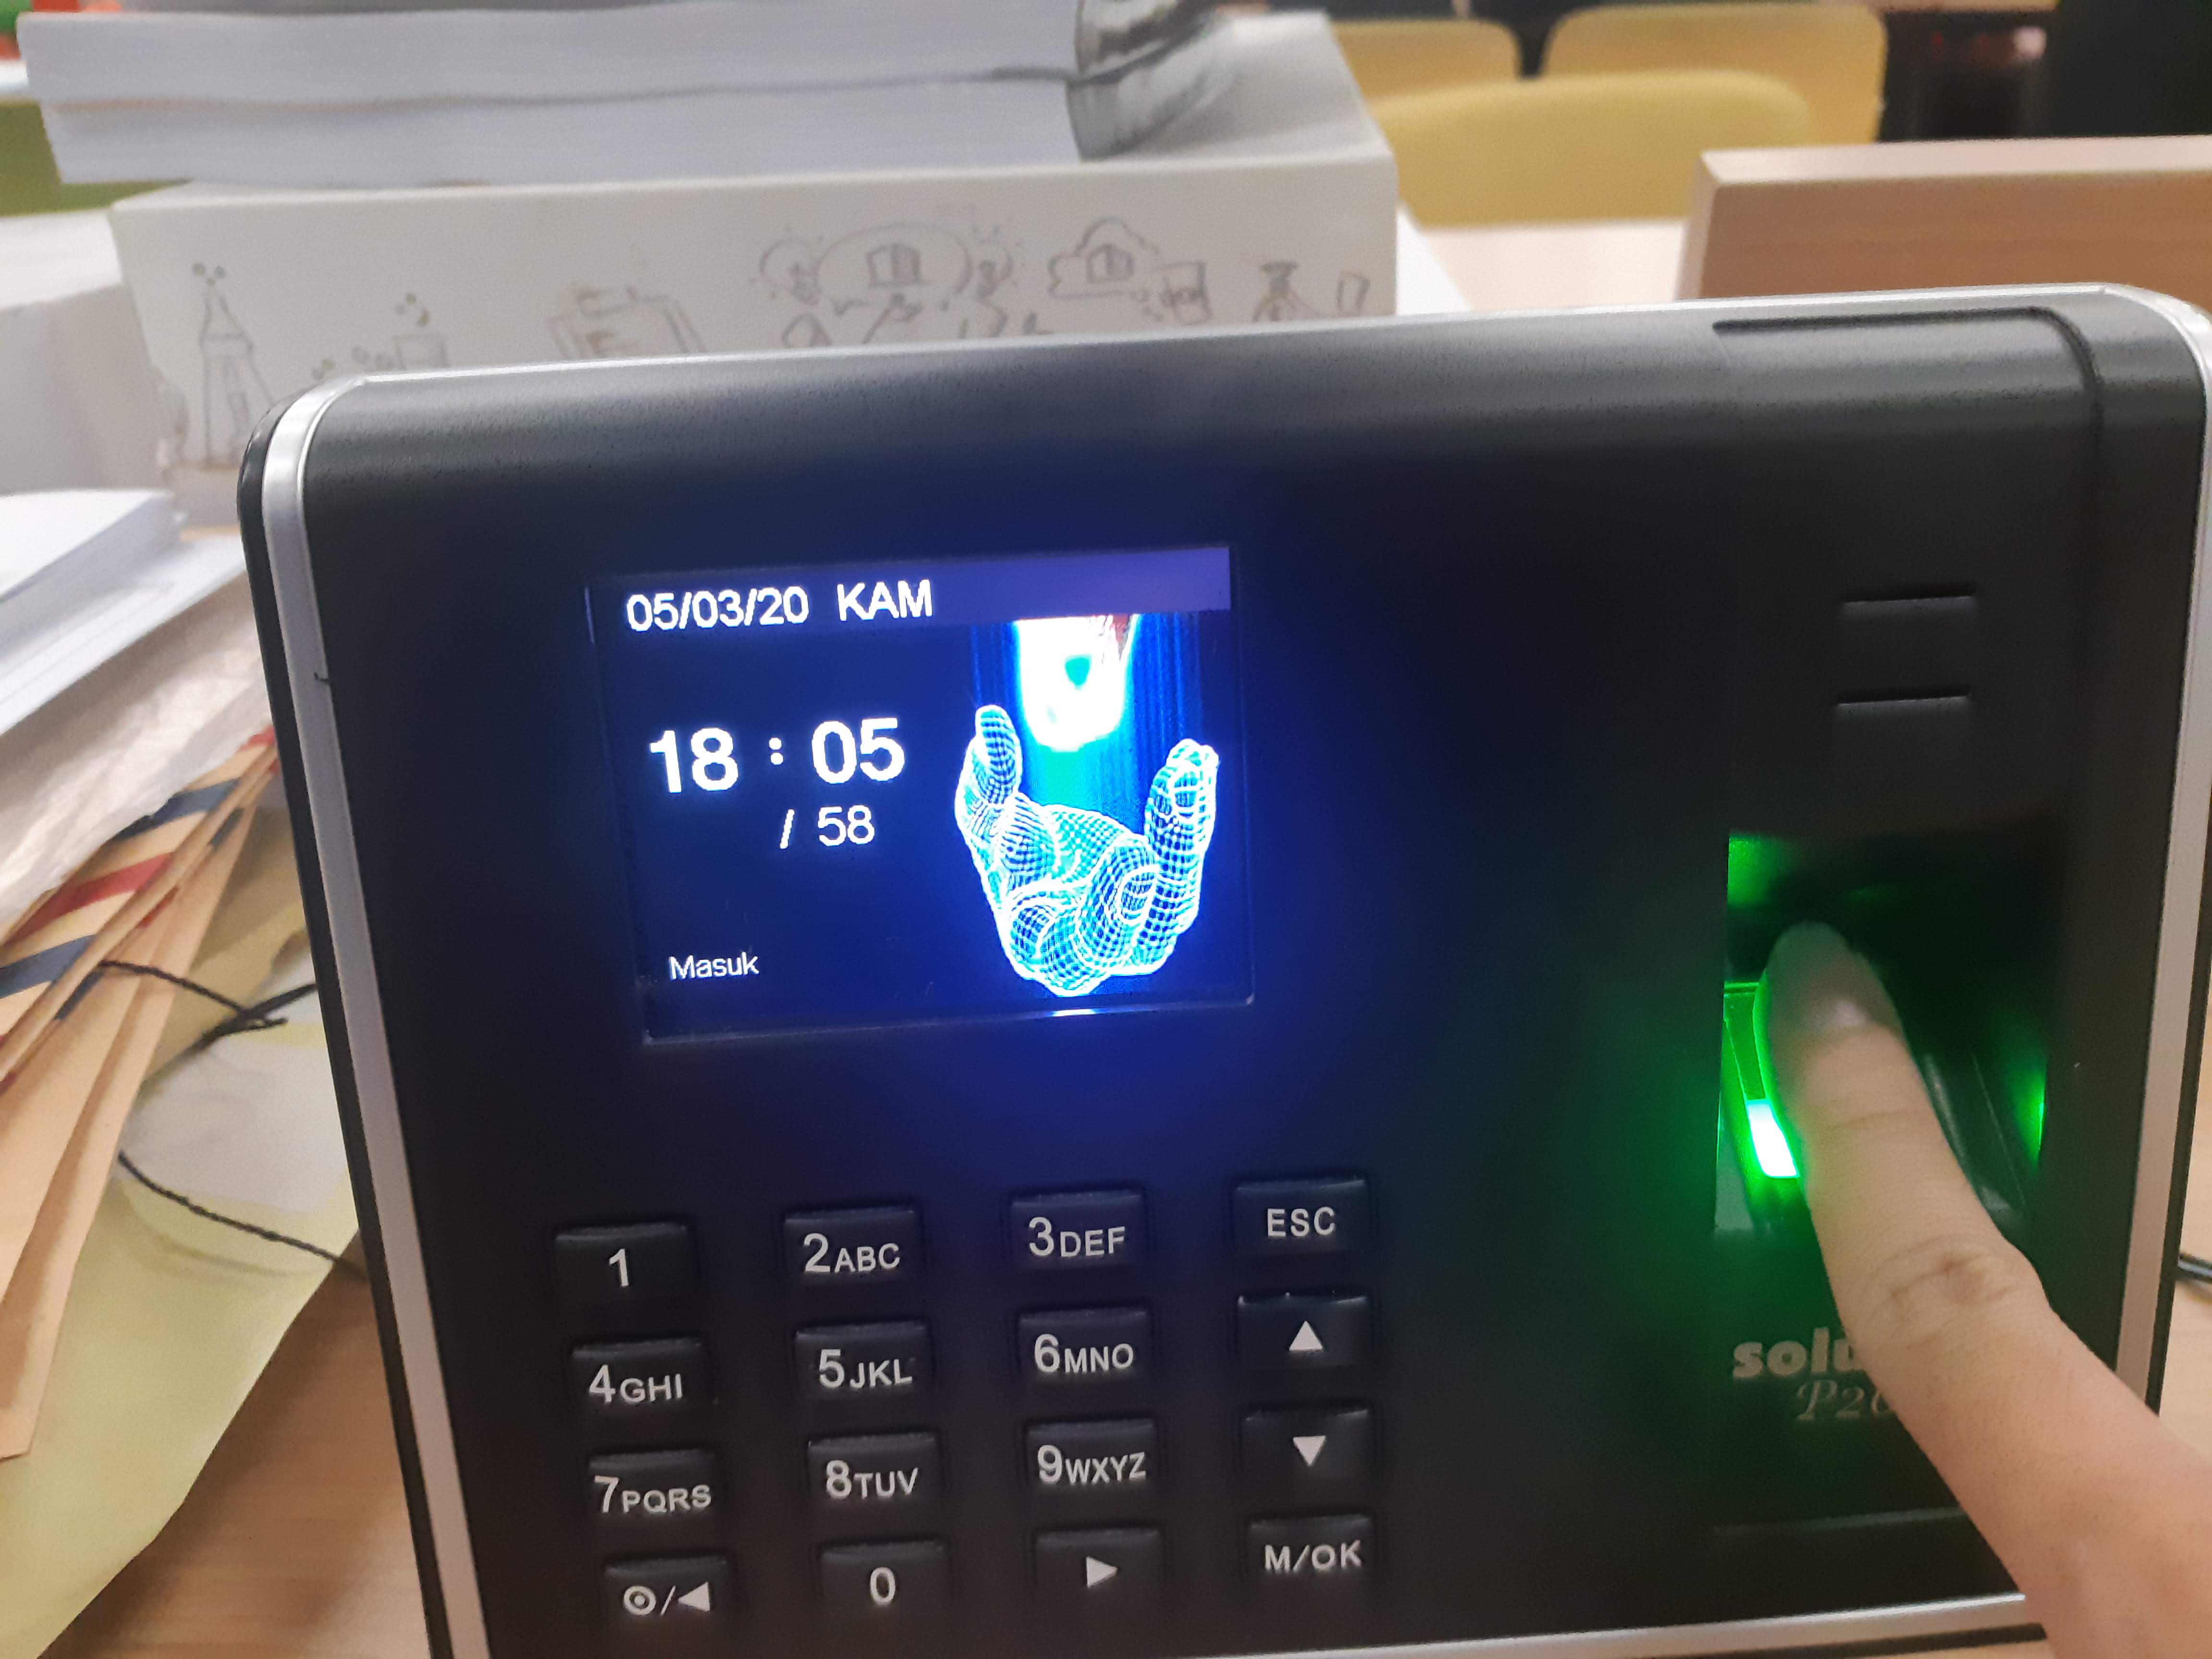 05/03/20 KAM
18 : 05
/ 58
Masuk
1 2ABC 3DEF ESC
4GHI 5JKL 6MNO ▲
7PQRS 8TUV 9WXYZ ▼
◎/◀ 0 ▶ M/OK